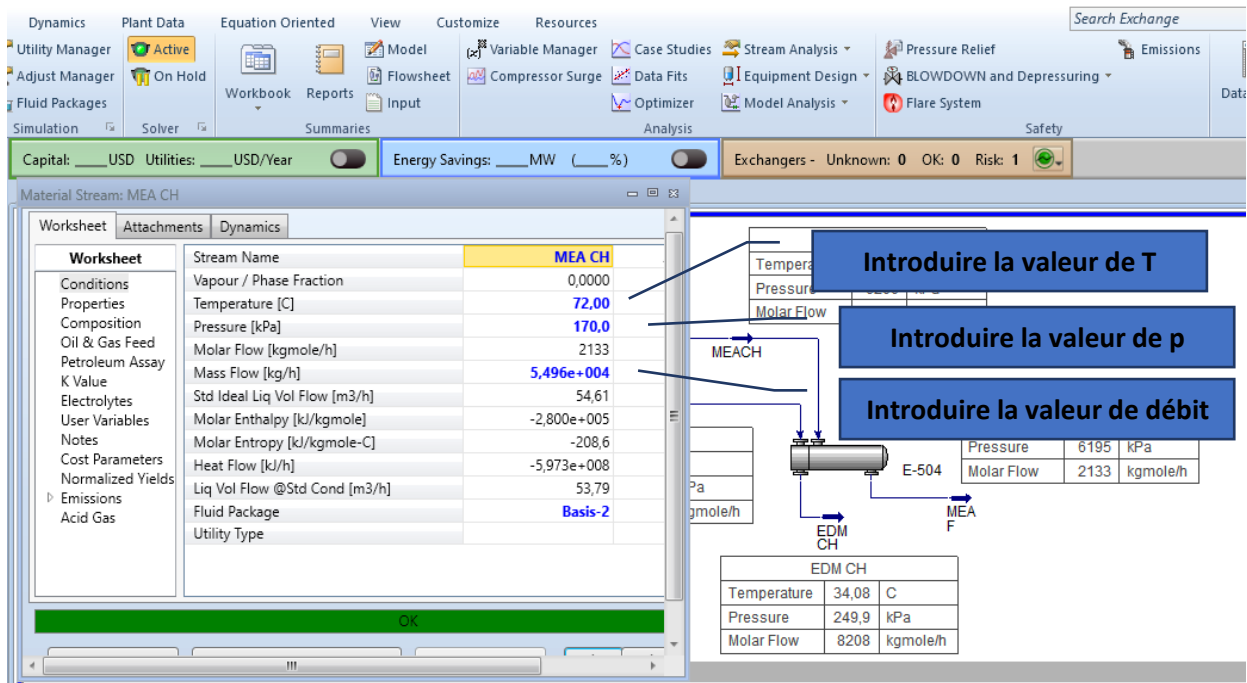 Dynamics Plant Data Equation Oriented View Customize Resources Search Exchange
Utility Manager Active Model Variable Manager Case Studies Stream Analysis Pressure Relief Emissions
Adjust Manager On Hold Workbook Reports Flowsheet Compressor Surge Data Fits Equipment Design BLOWDOWN and Depressuring
Fluid Packages Input Optimizer Model Analysis Flare System
Simulation Solver Summaries Analysis Safety
Capital: ____USD Utilities: ____USD/Year Energy Savings: ____MW (____%) Exchangers - Unknown: 0 OK: 0 Risk: 1
Material Stream: MEA CH
Worksheet Attachments Dynamics
Worksheet
Conditions
Properties
Composition
Oil & Gas Feed
Petroleum Assay
K Value
Electrolytes
User Variables
Notes
Cost Parameters
Normalized Yields
Emissions
Acid Gas
Stream Name MEA CH
Vapour / Phase Fraction 0,0000
Temperature [C] 72,00
Pressure [kPa] 170,0
Molar Flow [kgmole/h] 2133
Mass Flow [kg/h] 5,496e+004
Std Ideal Liq Vol Flow [m3/h] 54,61
Molar Enthalpy [kJ/kgmole] -2,800e+005
Molar Entropy [kJ/kgmole-C] -208,6
Heat Flow [kJ/h] -5,973e+008
Liq Vol Flow @Std Cond [m3/h] 53,79
Fluid Package Basis-2
Utility Type
OK
Introduire la valeur de T
Introduire la valeur de p
Introduire la valeur de débit
Pressure
Molar Flow
MEACH
Pressure 6195 kPa
Molar Flow 2133 kgmole/h
E-504
MEA
F
EDM
CH
EDM CH
Temperature 34,08 C
Pressure 249,9 kPa
Molar Flow 8208 kgmole/h